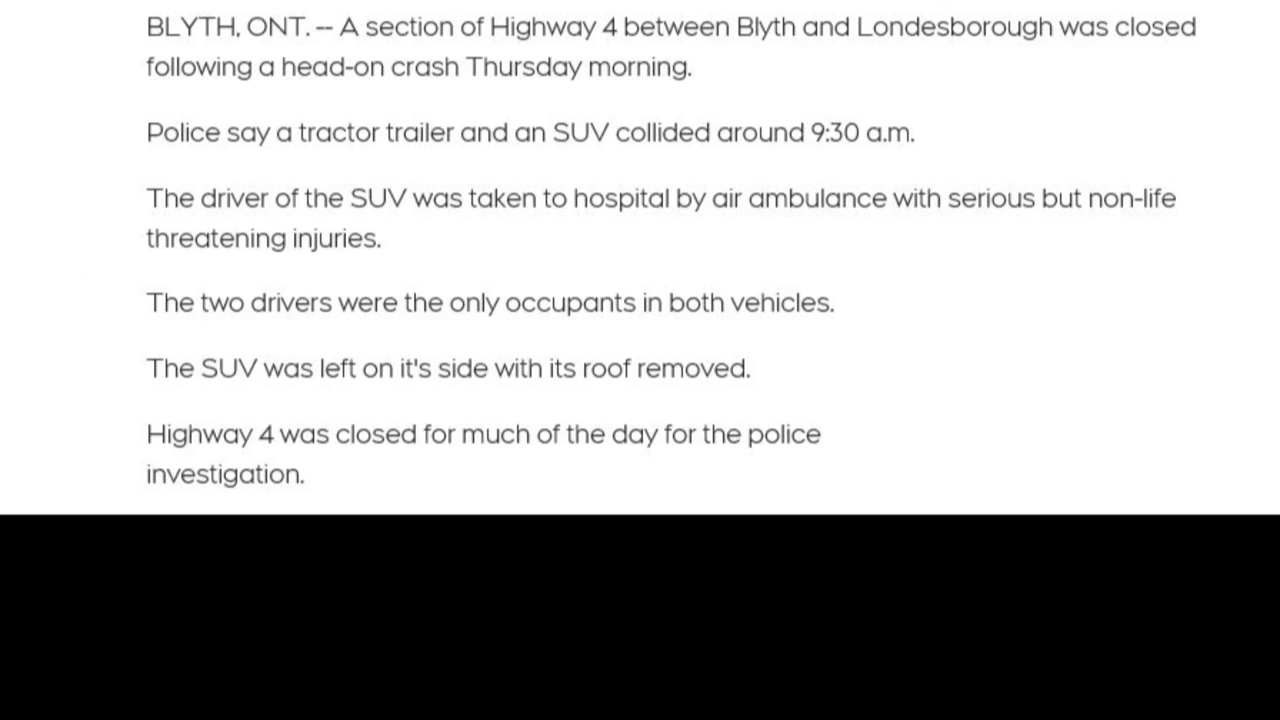 BLYTH, ONT. -- A section of Highway 4 between Blyth and Londesborough was closed
following a head-on crash Thursday morning.
Police say a tractor trailer and an SUV collided around 9:30 a.m.
The driver of the SUV was taken to hospital by air ambulance with serious but non-life
threatening injuries.
The two drivers were the only occupants in both vehicles.
The SUV was left on it's side with its roof removed.
Highway 4 was closed for much of the day for the police
investigation.